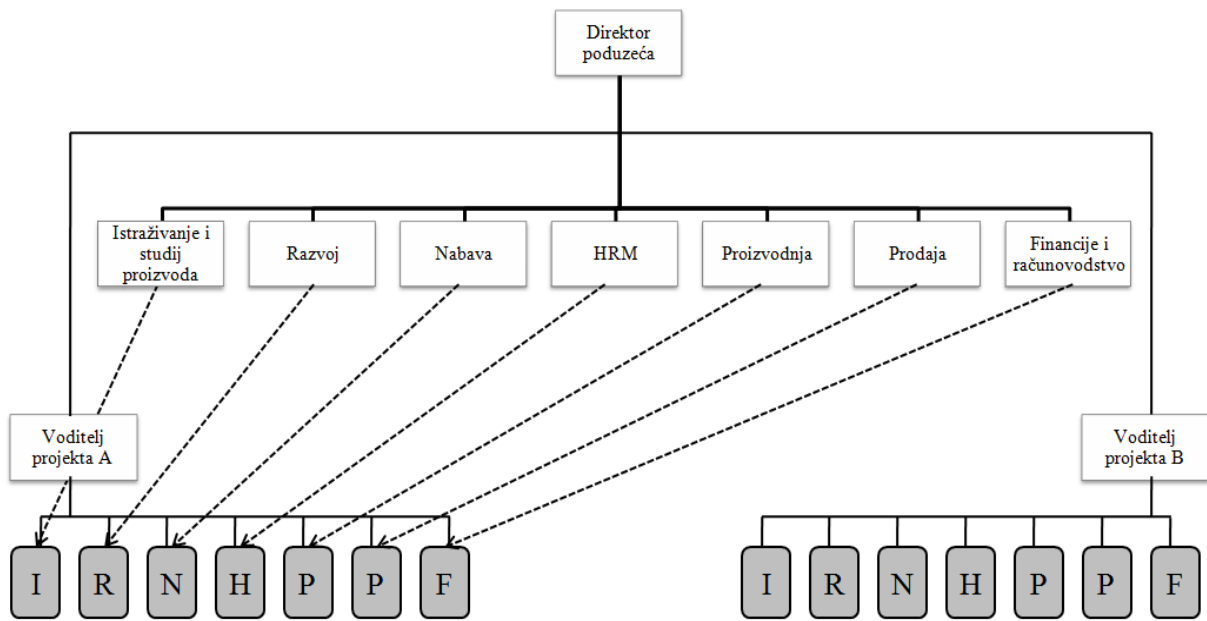 Direktor
poduzeća
Istraživanje i
studij
proizvoda
Razvoj
Nabava
HRM
Proizvodnja
Prodaja
Financije i
računovodstvo
Voditelj
projekta A
Voditelj
projekta B
I
R
N
H
P
P
F
I
R
N
H
P
P
F